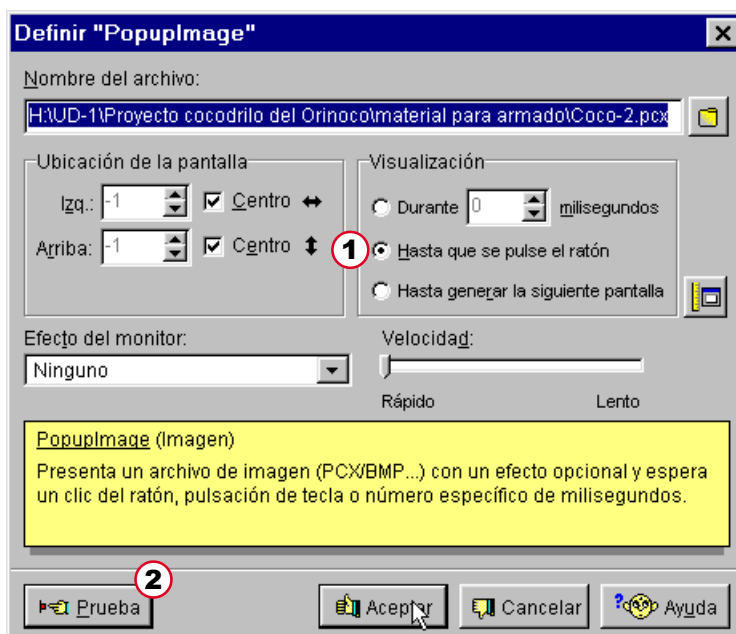 Definir "PopupImage"
Nombre del archivo:
H:\UD-1\Proyecto cocodrilo del Orinoco\material para armado\Coco-2.pcx
Ubicación de la pantalla
Izq.: -1 Centro
Arriba: -1 Centro
Visualización
Durante 0 milisegundos
1
Hasta que se pulse el ratón
Hasta generar la siguiente pantalla
Efecto del monitor:
Ninguno
Velocidad:
Rápido Lento
PopupImage (Imagen)
Presenta un archivo de imagen (PCX/BMP...) con un efecto opcional y espera
un clic del ratón, pulsación de tecla o número específico de milisegundos.
2
Prueba Aceptar Cancelar Ayuda